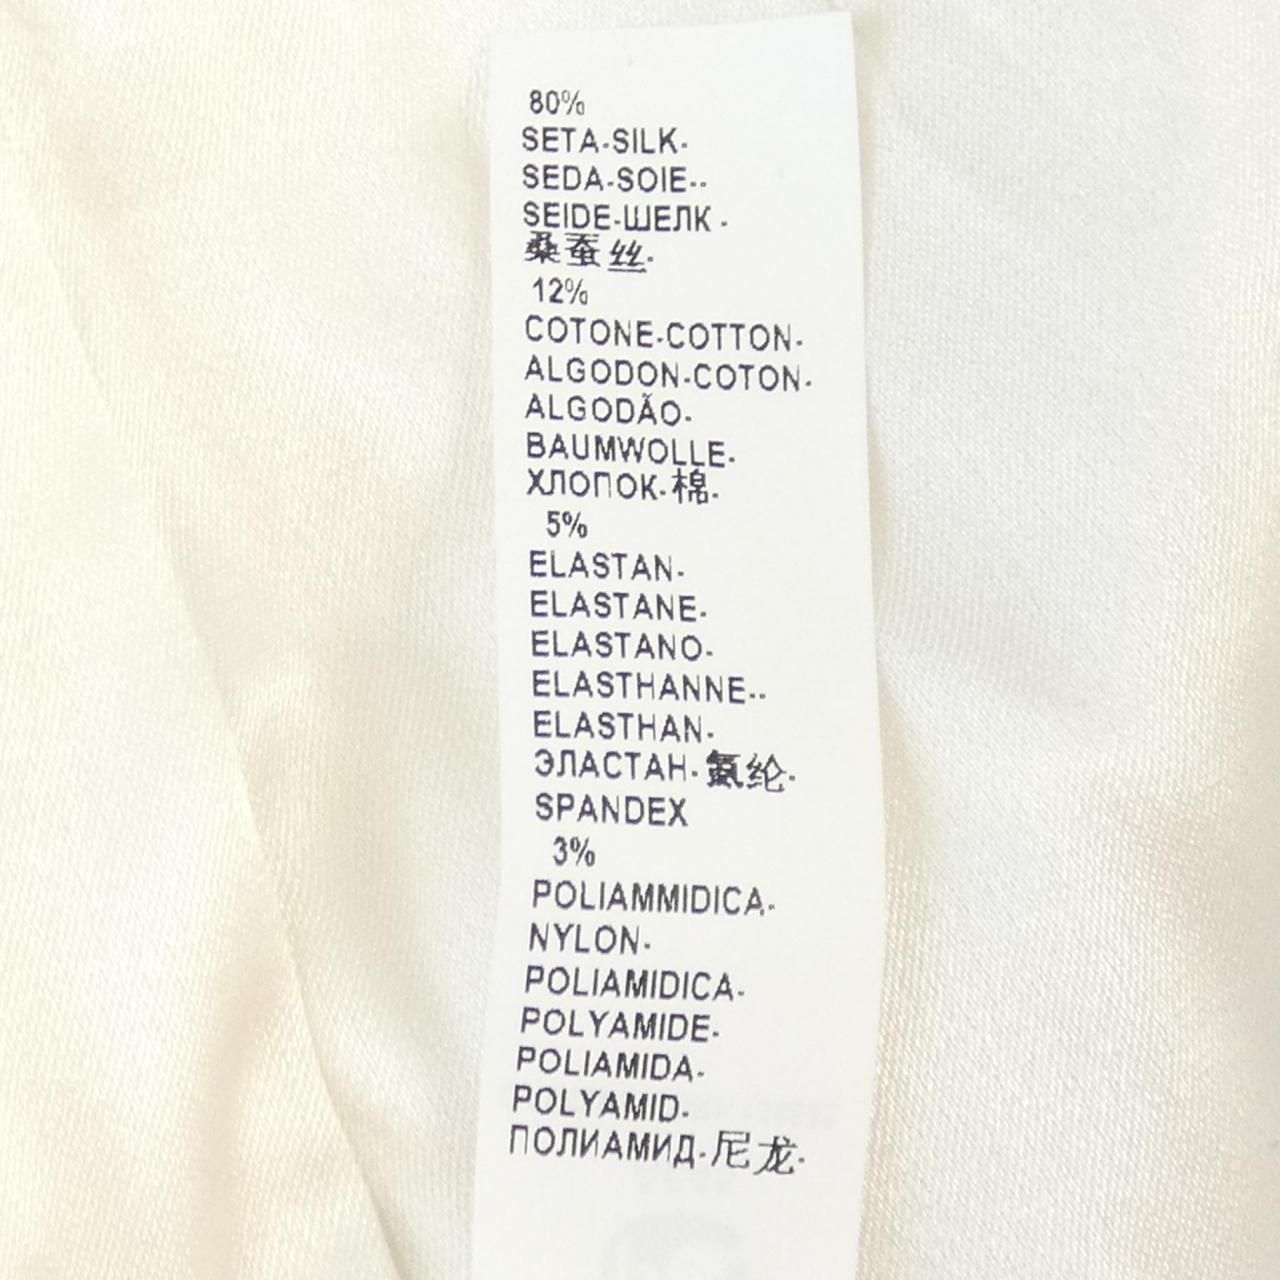 80%
SETA-SILK-
SEDA-SOIE--
SEIDE-ШЕЛК -
桑蚕丝-
12%
COTONE-COTTON-
ALGODON-COTON-
ALGODÃO-
BAUMWOLLE-
ХЛОПОК-棉-
5%
ELASTAN-
ELASTANE-
ELASTANO-
ELASTHANNE--
ELASTHAN-
ЭЛАСТАН-氨纶-
SPANDEX
3%
POLIAMMIDICA-
NYLON-
POLIAMIDICA-
POLYAMIDE-
POLIAMIDA-
POLYAMID-
ПОЛИАМИД-尼龙-